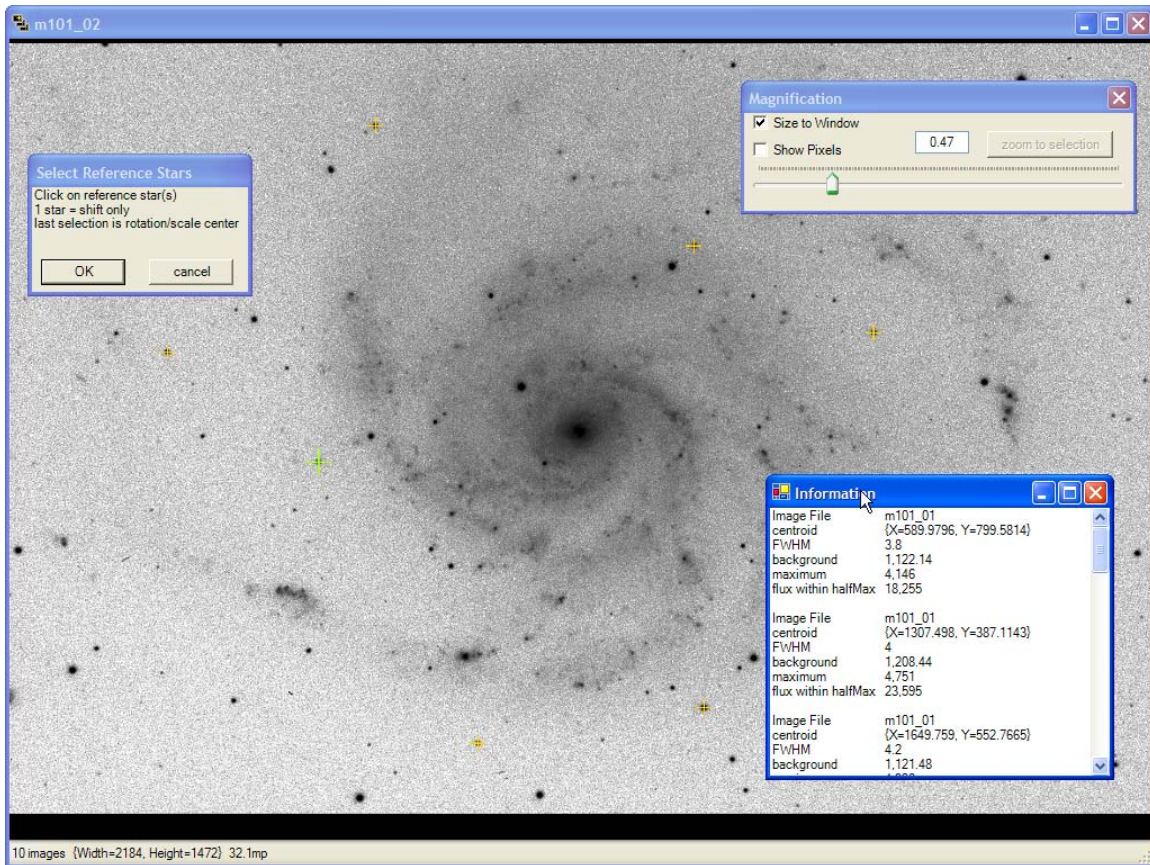 m101_02
Magnification
Size to Window
Show Pixels
0.47
zoom to selection
Select Reference Stars
Click on reference star(s)
1 star = shift only
last selection is rotation/scale center
OK
cancel
Information
Image File m101_01
centroid {X=589.9796, Y=799.5814}
FWHM 3.8
background 1,122.14
maximum 4,146
flux within halfMax 18,255
Image File m101_01
centroid {X=1307.498, Y=387.1143}
FWHM 4
background 1,208.44
maximum 4,751
flux within halfMax 23,595
Image File m101_01
centroid {X=1649.759, Y=552.7665}
FWHM 4.2
background 1,121.48
10 images {Width=2184, Height=1472} 32.1mp